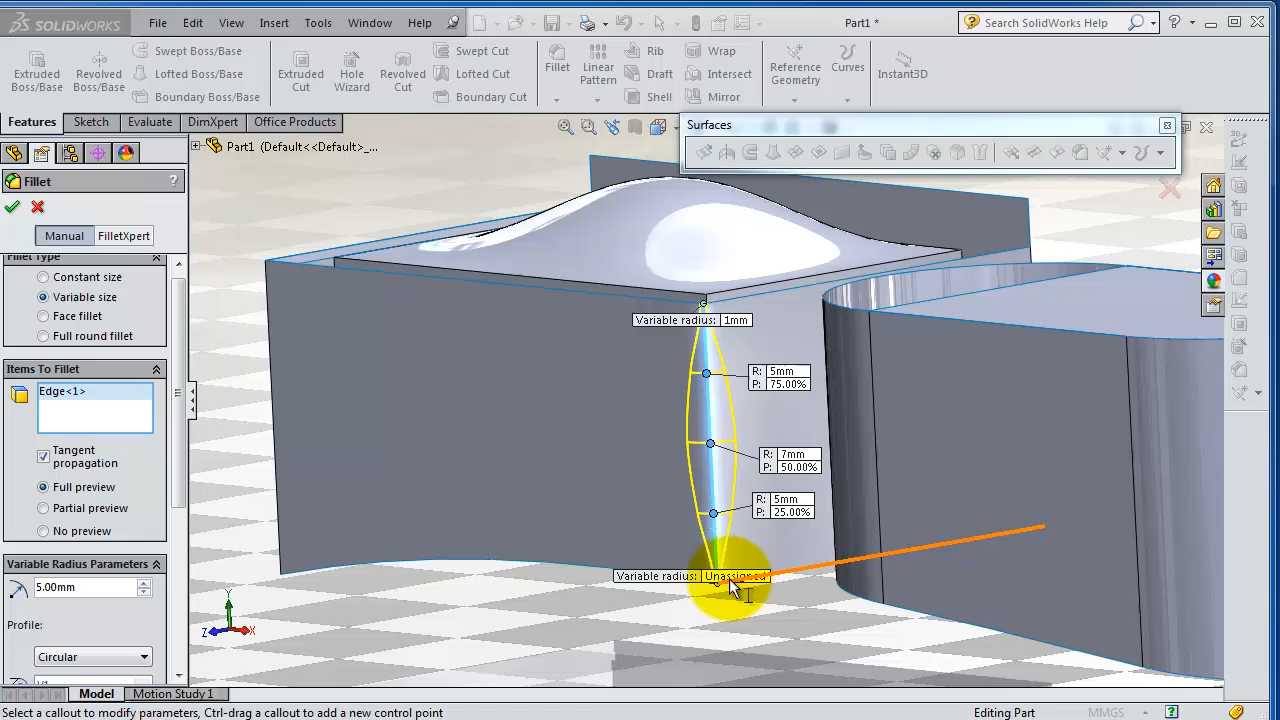 SOLIDWORKS File Edit View Insert Tools Window Help Part1 * Search SolidWorks Help
Extruded Boss/Base
Revolved Boss/Base
Swept Boss/Base
Lofted Boss/Base
Boundary Boss/Base
Extruded Cut
Hole Wizard
Revolved Cut
Swept Cut
Lofted Cut
Boundary Cut
Fillet
Linear Pattern
Rib
Draft
Shell
Wrap
Intersect
Mirror
Reference Geometry
Curves
Instant3D
Features Sketch Evaluate DimXpert Office Products
Surfaces
Part1 (Default<<Default>_...
Fillet ?
Manual FilletXpert
Fillet Type
Constant size
Variable size
Face fillet
Full round fillet
Items To Fillet
Edge<1>
Tangent propagation
Full preview
Partial preview
No preview
Variable Radius Parameters
5.00mm
Profile:
Circular
Variable radius: 1mm
R: 5mm
P: 75.00%
R: 7mm
P: 50.00%
R: 5mm
P: 25.00%
Variable radius: Unassigned
Y
Z X
Model Motion Study 1
Select a callout to modify parameters, Ctrl-drag a callout to add a new control point Editing Part MMGS